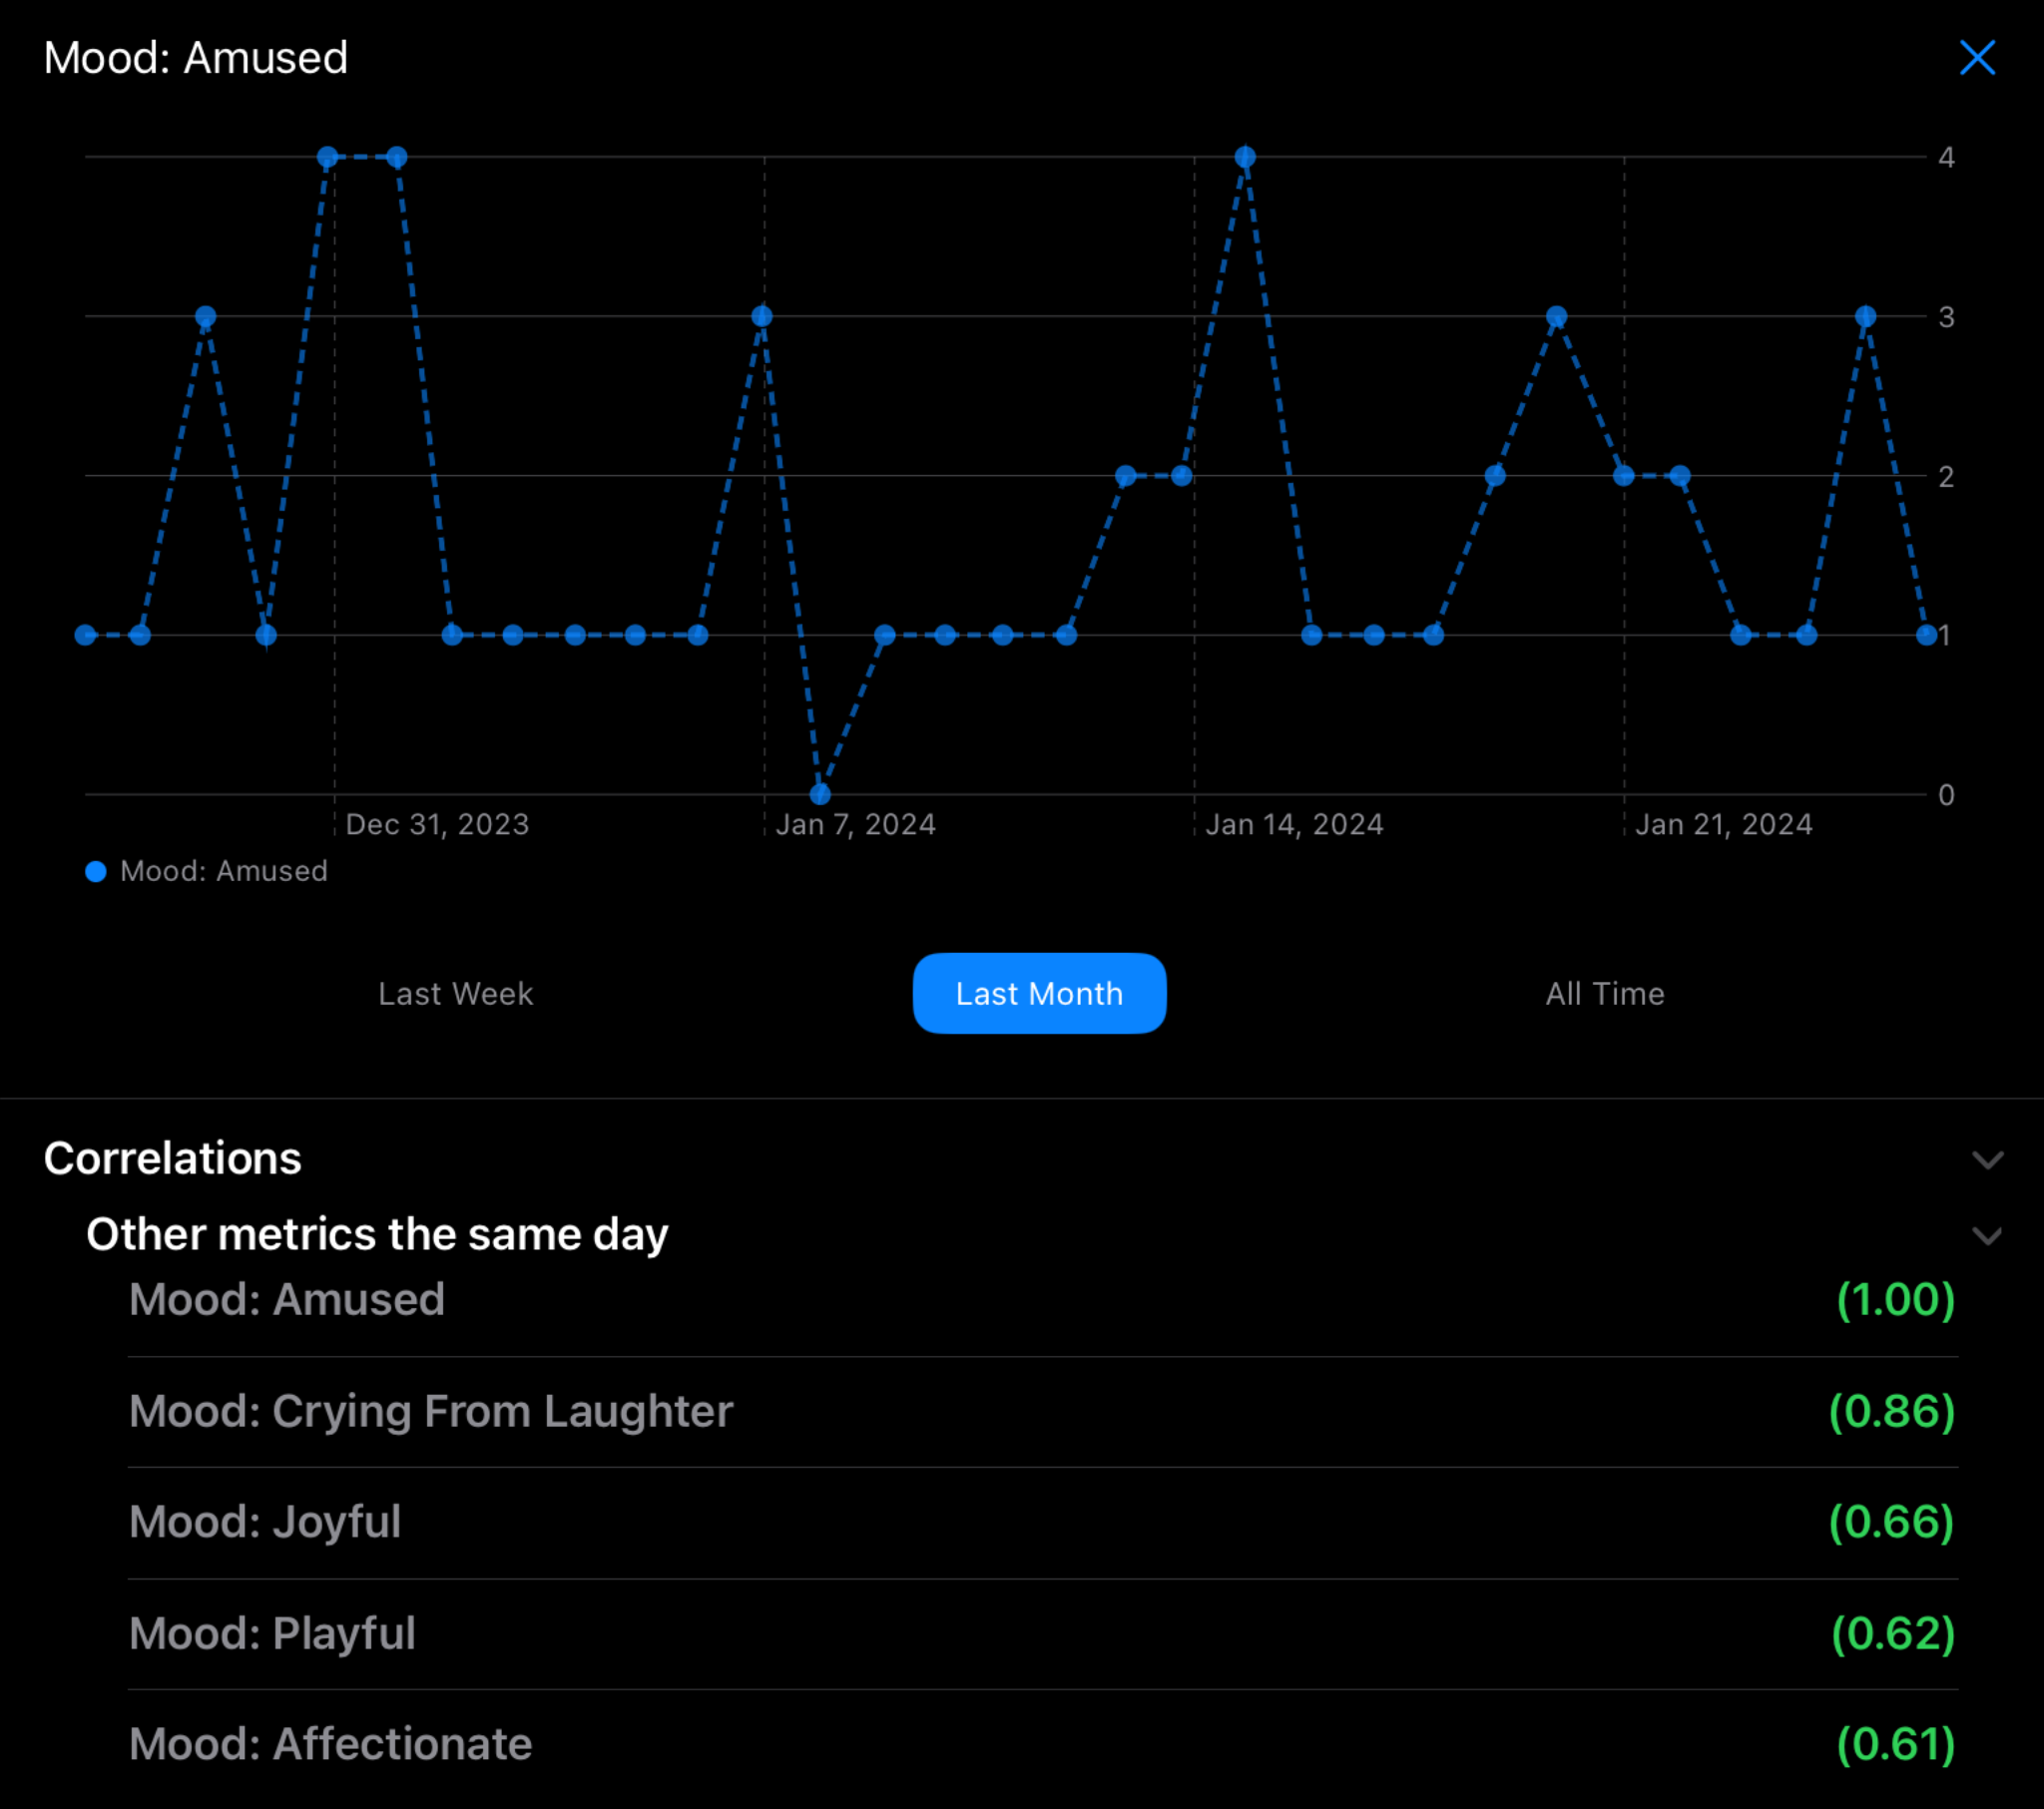 Mood: Amused
4
3
2
1
0
Dec 31, 2023 Jan 7, 2024 Jan 14, 2024 Jan 21, 2024
Mood: Amused
Last Week Last Month All Time
Correlations
Other metrics the same day
Mood: Amused (1.00)
Mood: Crying From Laughter (0.86)
Mood: Joyful (0.66)
Mood: Playful (0.62)
Mood: Affectionate (0.61)